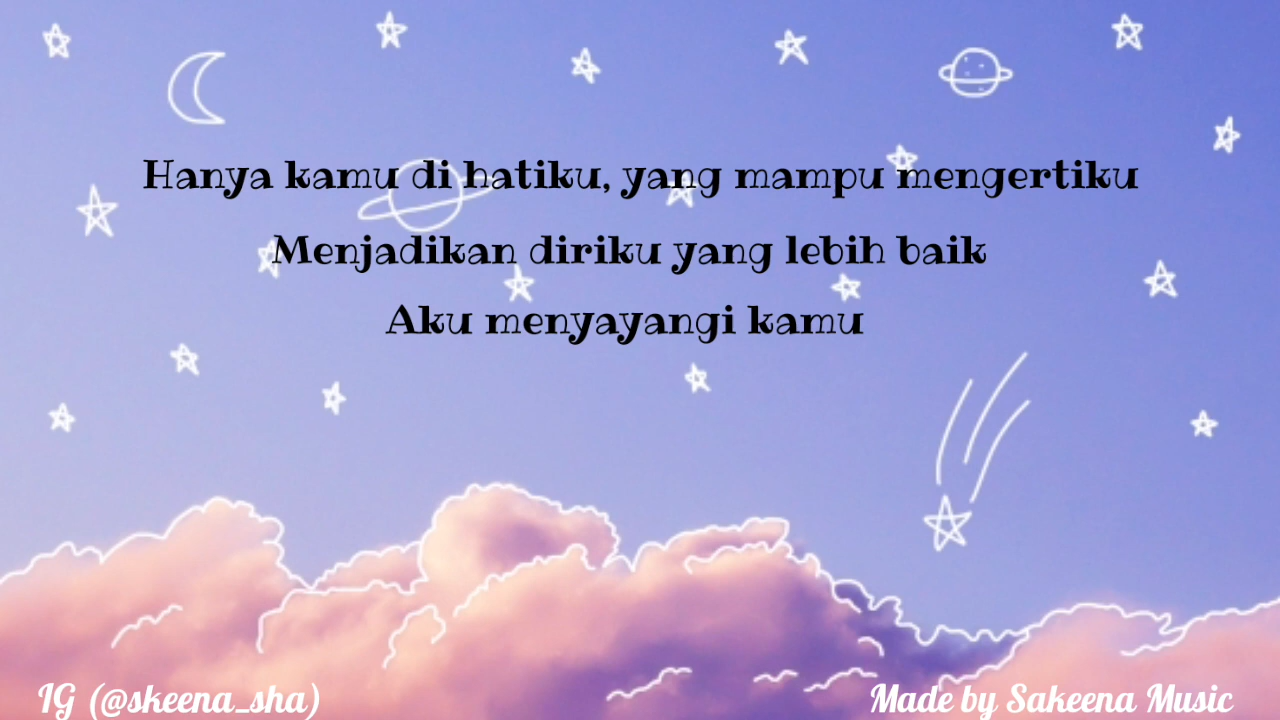 Hanya kamu di hatiku, yang mampu mengertiku
Menjadikan diriku yang lebih baik
Aku menyayangi kamu
IG (@skeena_sha)
Made by Sakeena Music